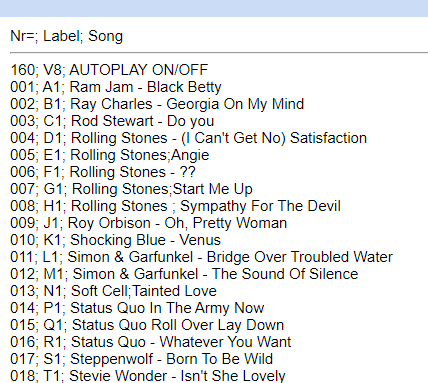 Nr=; Label; Song
160; V8; AUTOPLAY ON/OFF
001; A1; Ram Jam - Black Betty
002; B1; Ray Charles - Georgia On My Mind
003; C1; Rod Stewart - Do you
004; D1; Rolling Stones - (I Can't Get No) Satisfaction
005; E1; Rolling Stones;Angie
006; F1; Rolling Stones - ??
007; G1; Rolling Stones;Start Me Up
008; H1; Rolling Stones ; Sympathy For The Devil
009; J1; Roy Orbison - Oh, Pretty Woman
010; K1; Shocking Blue - Venus
011; L1; Simon & Garfunkel - Bridge Over Troubled Water
012; M1; Simon & Garfunkel - The Sound Of Silence
013; N1; Soft Cell;Tainted Love
014; P1; Status Quo In The Army Now
015; Q1; Status Quo Roll Over Lay Down
016; R1; Status Quo - Whatever You Want
017; S1; Steppenwolf - Born To Be Wild
018; T1; Stevie Wonder - Isn't She Lovely